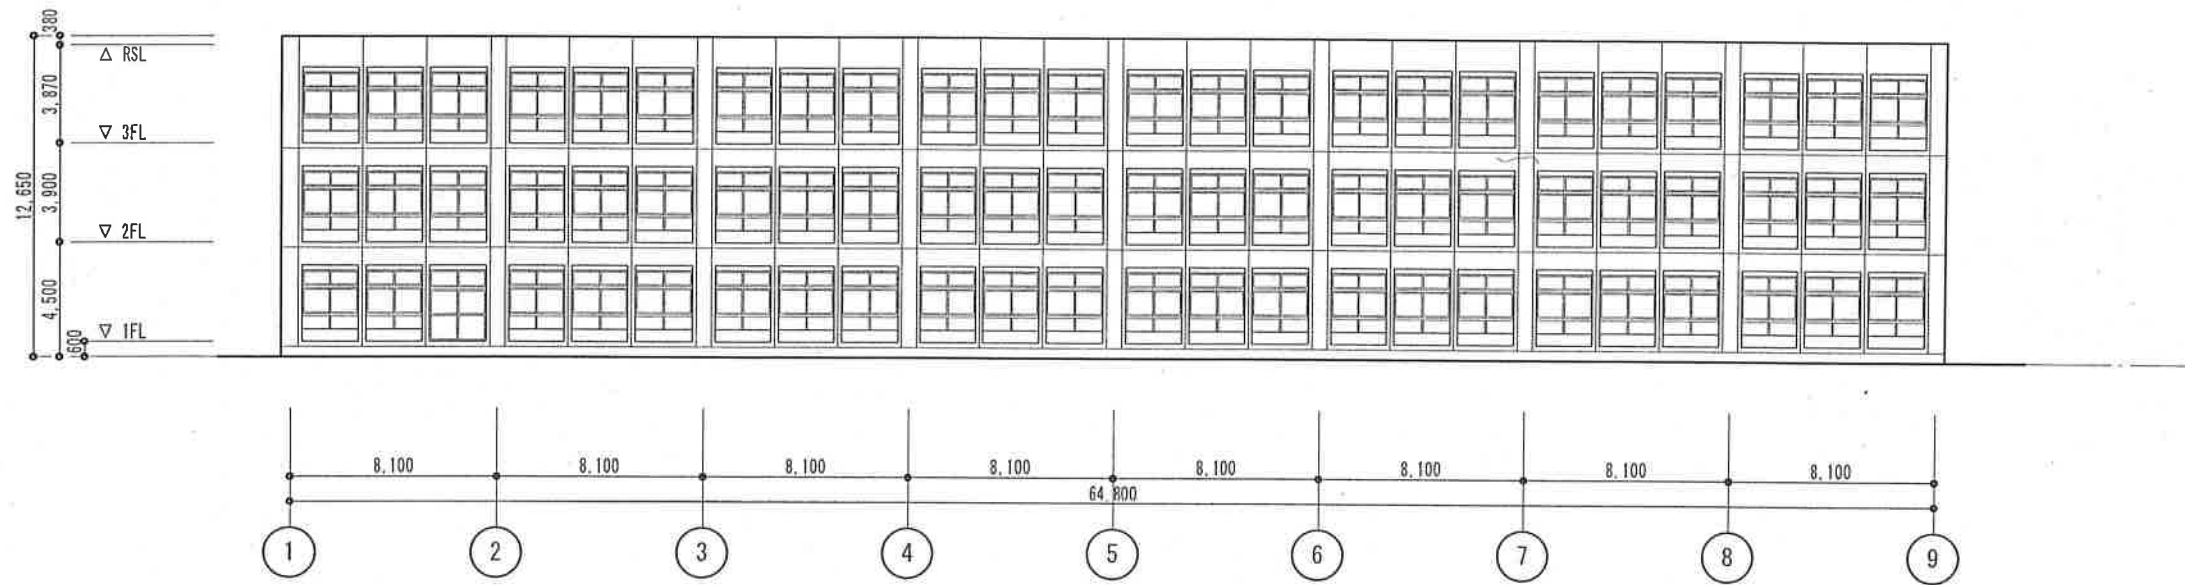 380
△ RSL
3,870
▽ 3FL
12,650
3,900
▽ 2FL
4,500
▽ 1FL
600
8,100 8,100 8,100 8,100 8,100 8,100 8,100 8,100
64,800
1 2 3 4 5 6 7 8 9